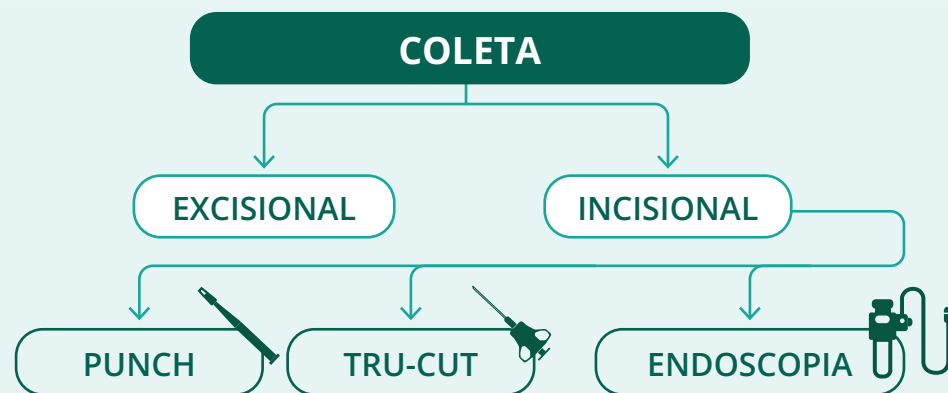 COLETA
EXCISIONAL
INCISIONAL
PUNCH
TRU-CUT
ENDOSCOPIA